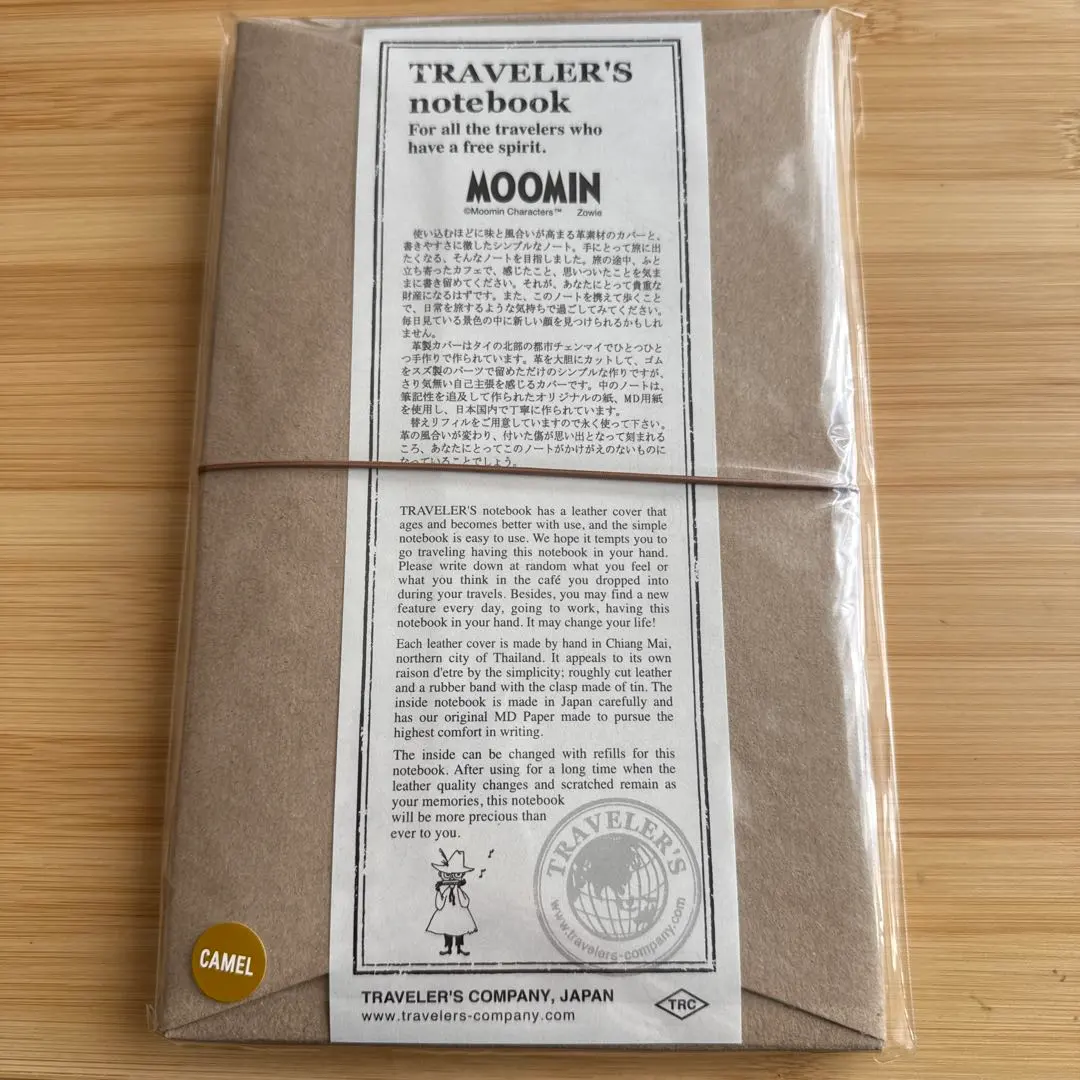 TRAVELER'S
notebook
For all the travelers who
have a free spirit.
MOOMIN
©Moomin Characters™ Zowie
使い込むほどに味と風合いが高まる革素材のカバーと、
書きやすさに徹したシンプルなノート。手にとって旅に出
たくなる、そんなノートを目指しました。旅の途中、ふと
立ち寄ったカフェで、感じたこと、思いついたことを気ま
まに書き留めてください。それが、あなたにとって貴重な
財産になるはずです。また、このノートを携えて歩くこと
で、日常を旅するような気持ちで過ごしてみてください。
毎日見ている景色の中に新しい顔を見つけられるかもしれ
ません。
革製カバーはタイの北部の都市チェンマイでひとつひと
つ手作りで作られています。革を大胆にカットして、ゴム
をスズ製のパーツで留めただけのシンプルな作りですが、
さり気無い自己主張を感じるカバーです。中のノートは、
筆記性を追及して作られたオリジナルの紙、MD用紙
を使用し、日本国内で丁寧に作られています。
替えリフィルをご用意していますので永く使って下さい。
革の風合いが変わり、付いた傷が思い出となって刻まれる
ころ、あなたにとってこのノートがかけがえのないものに
なっていることでしょう。
TRAVELER'S notebook has a leather cover that
ages and becomes better with use, and the simple
notebook is easy to use. We hope it tempts you to
go traveling having this notebook in your hand.
Please write down at random what you feel or
what you think in the café you dropped into
during your travels. Besides, you may find a new
feature every day, going to work, having this
notebook in your hand. It may change your life!
Each leather cover is made by hand in Chiang Mai,
northern city of Thailand. It appeals to its own
raison d'etre by the simplicity; roughly cut leather
and a rubber band with the clasp made of tin. The
inside notebook is made in Japan carefully and
has our original MD Paper made to pursue the
highest comfort in writing.
The inside can be changed with refills for this
notebook. After using for a long time when the
leather quality changes and scratched remain as
your memories, this notebook
will be more precious than
ever to you.
TRAVELER'S
www.travelers-company.com
CAMEL
TRAVELER'S COMPANY, JAPAN
www.travelers-company.com
TRC